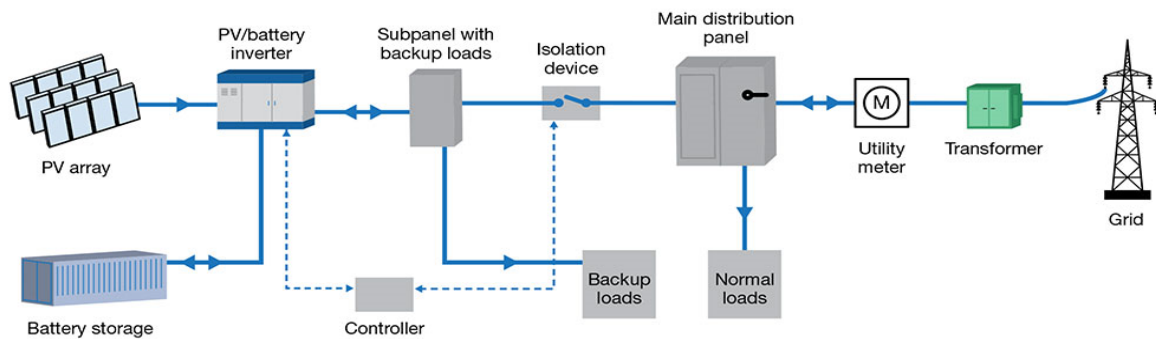 PV/battery
inverter
Subpanel with
backup loads
Isolation
device
Main distribution
panel
PV array
M
Utility
meter
Transformer
Grid
Battery storage
Controller
Backup
loads
Normal
loads